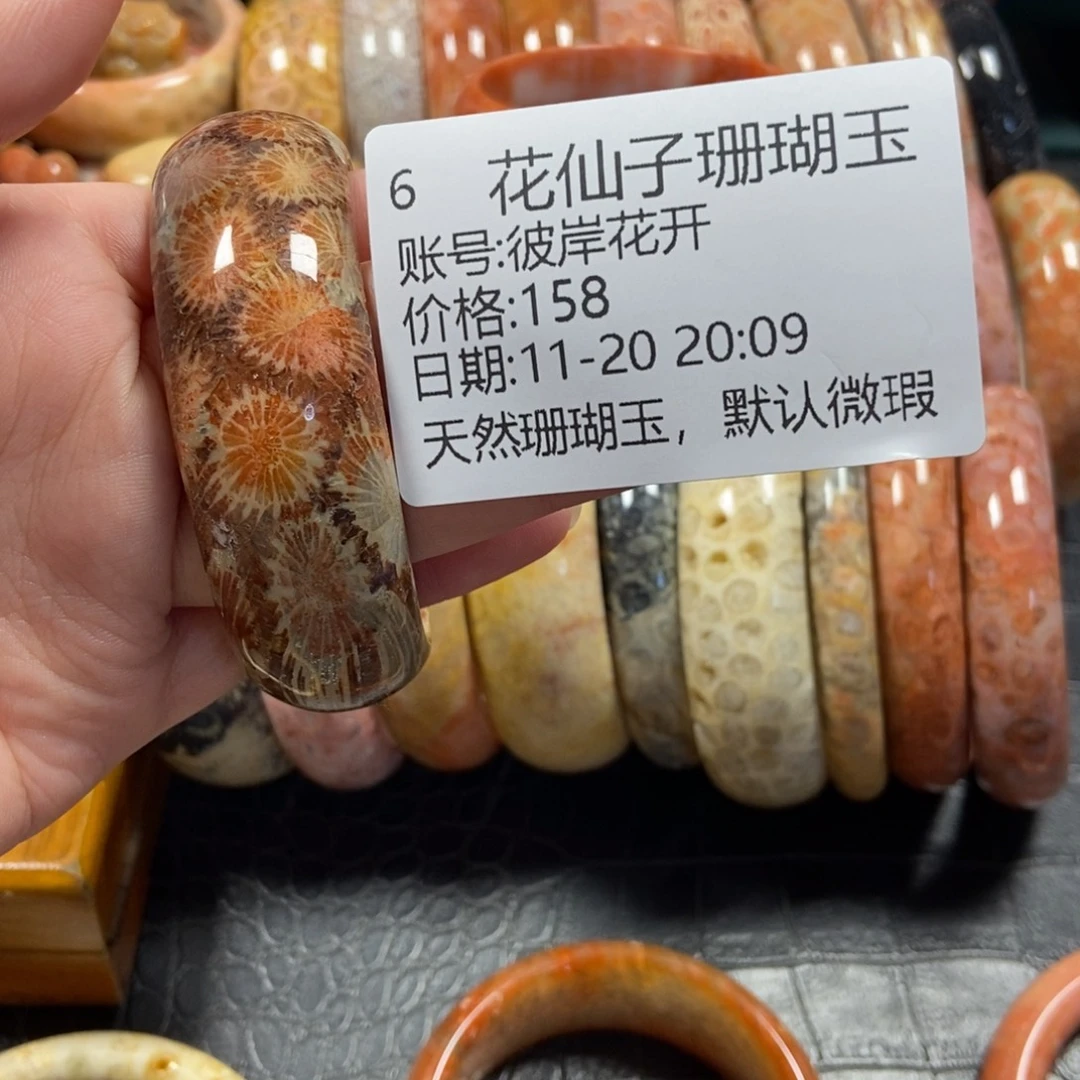 6 花仙子珊瑚玉
账号:彼岸花开
价格:158
日期:11-20 20:09
天然珊瑚玉，默认微瑕